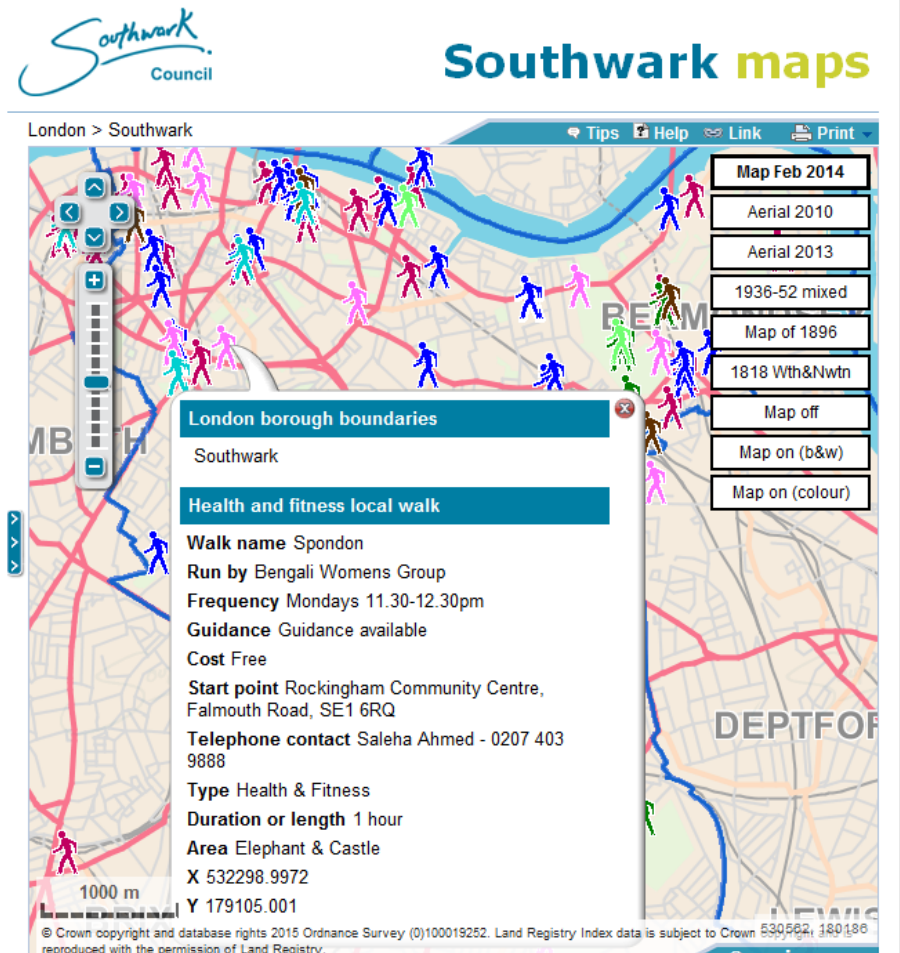 Southwark
Council
Southwark maps
London > Southwark
Tips Help Link Print
Map Feb 2014
Aerial 2010
Aerial 2013
1936-52 mixed
Map of 1896
1818 Wth&Nwtn
Map off
Map on (b&w)
Map on (colour)
London borough boundaries
Southwark
Health and fitness local walk
Walk name Spondon
Run by Bengali Womens Group
Frequency Mondays 11.30-12.30pm
Guidance Guidance available
Cost Free
Start point Rockingham Community Centre,
Falmouth Road, SE1 6RQ
Telephone contact Saleha Ahmed - 0207 403
9888
Type Health & Fitness
Duration or length 1 hour
Area Elephant & Castle
X 532298.9972
Y 179105.001
DEPTFOR
1000 m
© Crown copyright and database rights 2015 Ordnance Survey (0)100019252. Land Registry Index data is subject to Crown
530562, 180186
reproduced with the permission of Land Registry.